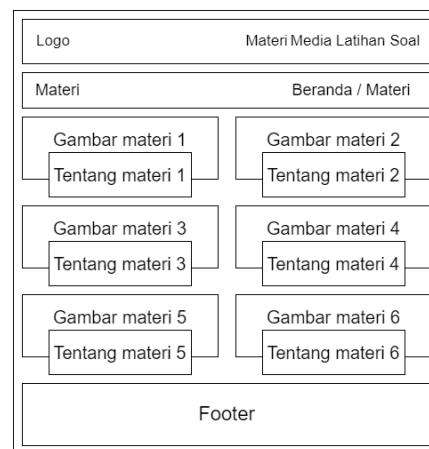 Logo Materi Media Latihan Soal
Materi Beranda / Materi
Gambar materi 1 Gambar materi 2
Tentang materi 1 Tentang materi 2
Gambar materi 3 Gambar materi 4
Tentang materi 3 Tentang materi 4
Gambar materi 5 Gambar materi 6
Tentang materi 5 Tentang materi 6
Footer